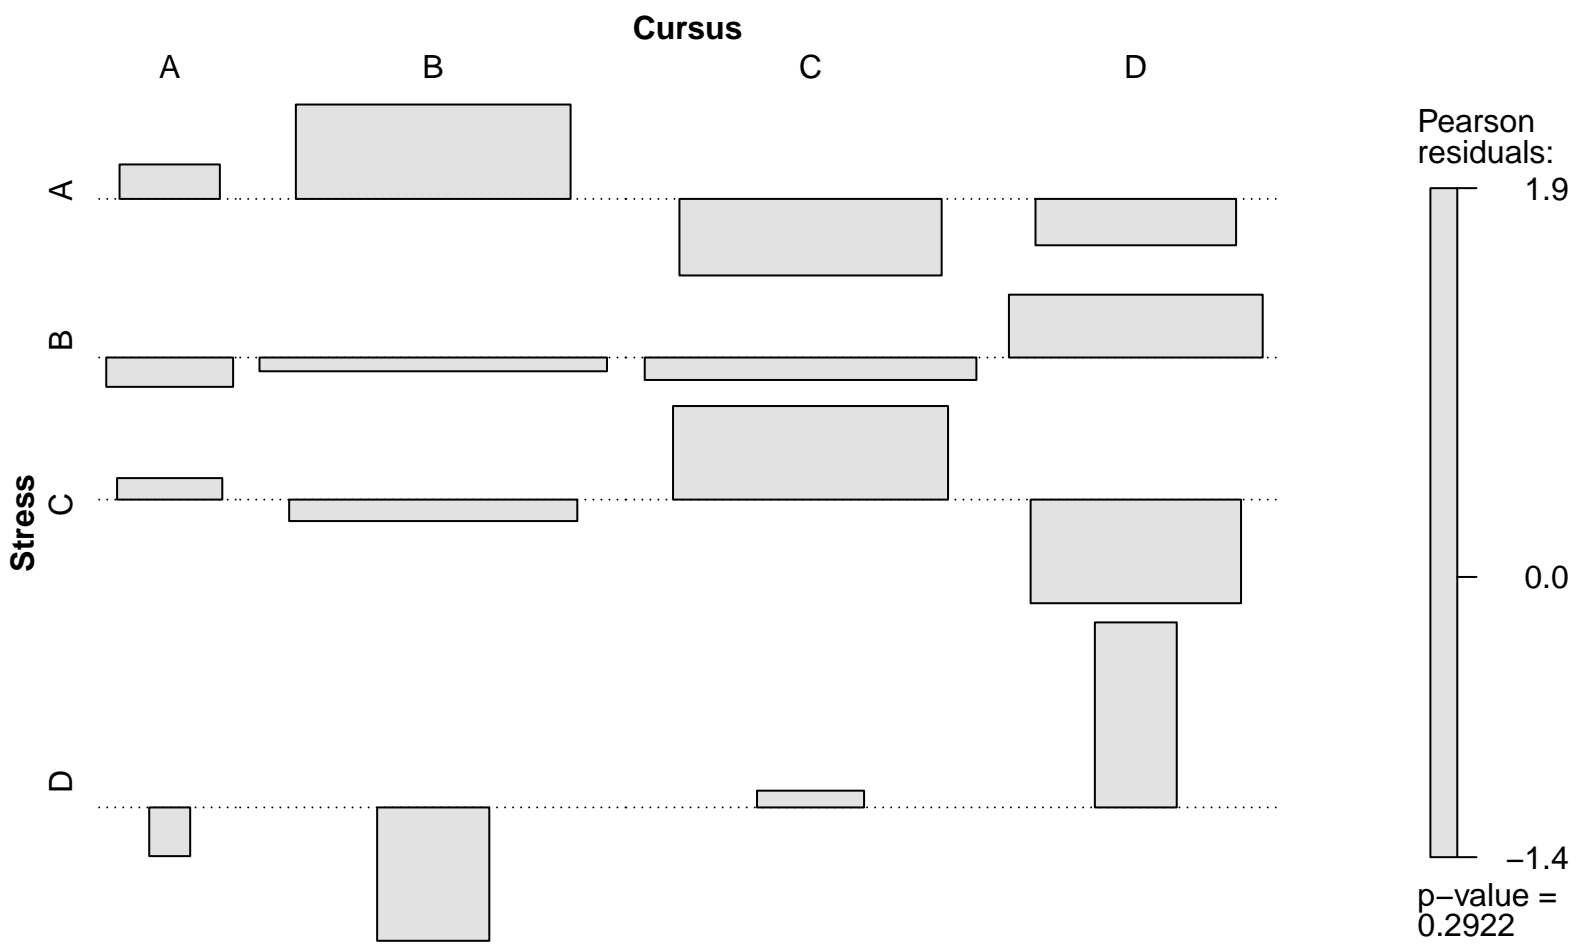 Cursus
A B C D
Pearson
residuals:
1.9
0.0
−1.4
p−value =
0.2922
Stress
A
B
C
D